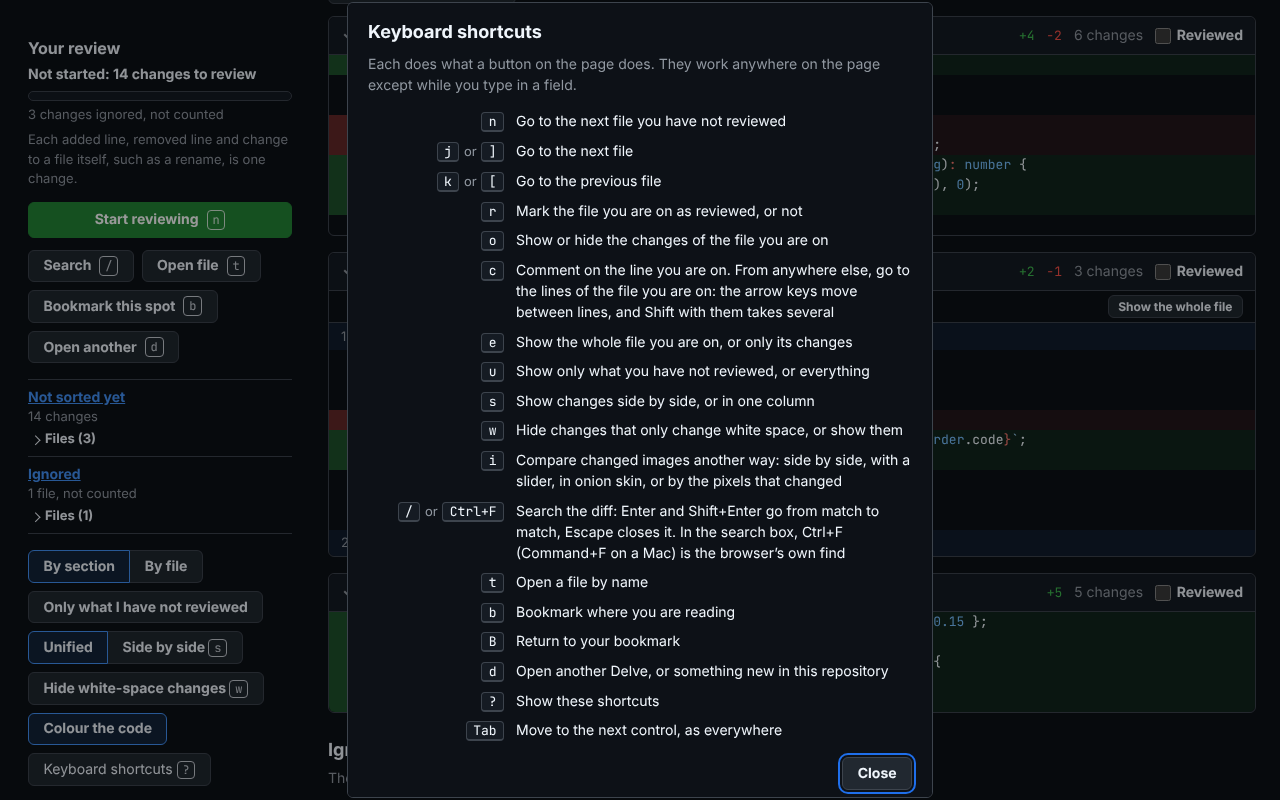 Your review
Not started: 14 changes to review
3 changes ignored, not counted
Each added line, removed line and change
to a file itself, such as a rename, is one
change.
Start reviewing n
Search / Open file t
Bookmark this spot b
Open another d
Not sorted yet
14 changes
Files (3)
Ignored
1 file, not counted
Files (1)
By section By file
Only what I have not reviewed
Unified Side by side s
Hide white-space changes w
Colour the code
Keyboard shortcuts ?
Keyboard shortcuts
Each does what a button on the page does. They work anywhere on the page
except while you type in a field.
n Go to the next file you have not reviewed
j or ] Go to the next file
k or [ Go to the previous file
r Mark the file you are on as reviewed, or not
o Show or hide the changes of the file you are on
c Comment on the line you are on. From anywhere else, go to
the lines of the file you are on: the arrow keys move
between lines, and Shift with them takes several
e Show the whole file you are on, or only its changes
u Show only what you have not reviewed, or everything
s Show changes side by side, or in one column
w Hide changes that only change white space, or show them
i Compare changed images another way: side by side, with a
slider, in onion skin, or by the pixels that changed
/ or Ctrl+F Search the diff: Enter and Shift+Enter go from match to
match, Escape closes it. In the search box, Ctrl+F
(Command+F on a Mac) is the browser’s own find
t Open a file by name
b Bookmark where you are reading
B Return to your bookmark
d Open another Delve, or something new in this repository
? Show these shortcuts
Tab Move to the next control, as everywhere
Close
+4 -2 6 changes Reviewed
;
g): number {
), 0);
+2 -1 3 changes Reviewed
Show the whole file
1
rder.code}`;
2
+5 5 changes Reviewed
0.15 };
{